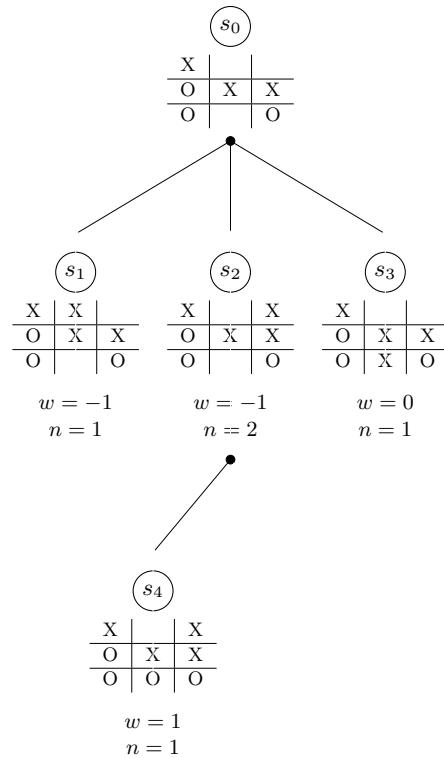 s₀
X
O X X
O O
s₁ s₂ s₃
X X X X X
O X X O X X O X X
O O O O O X O
w = −1 w = −1 w = 0
n = 1 n = 2 n = 1
s₄
X X
O X X
O O O
w = 1
n = 1